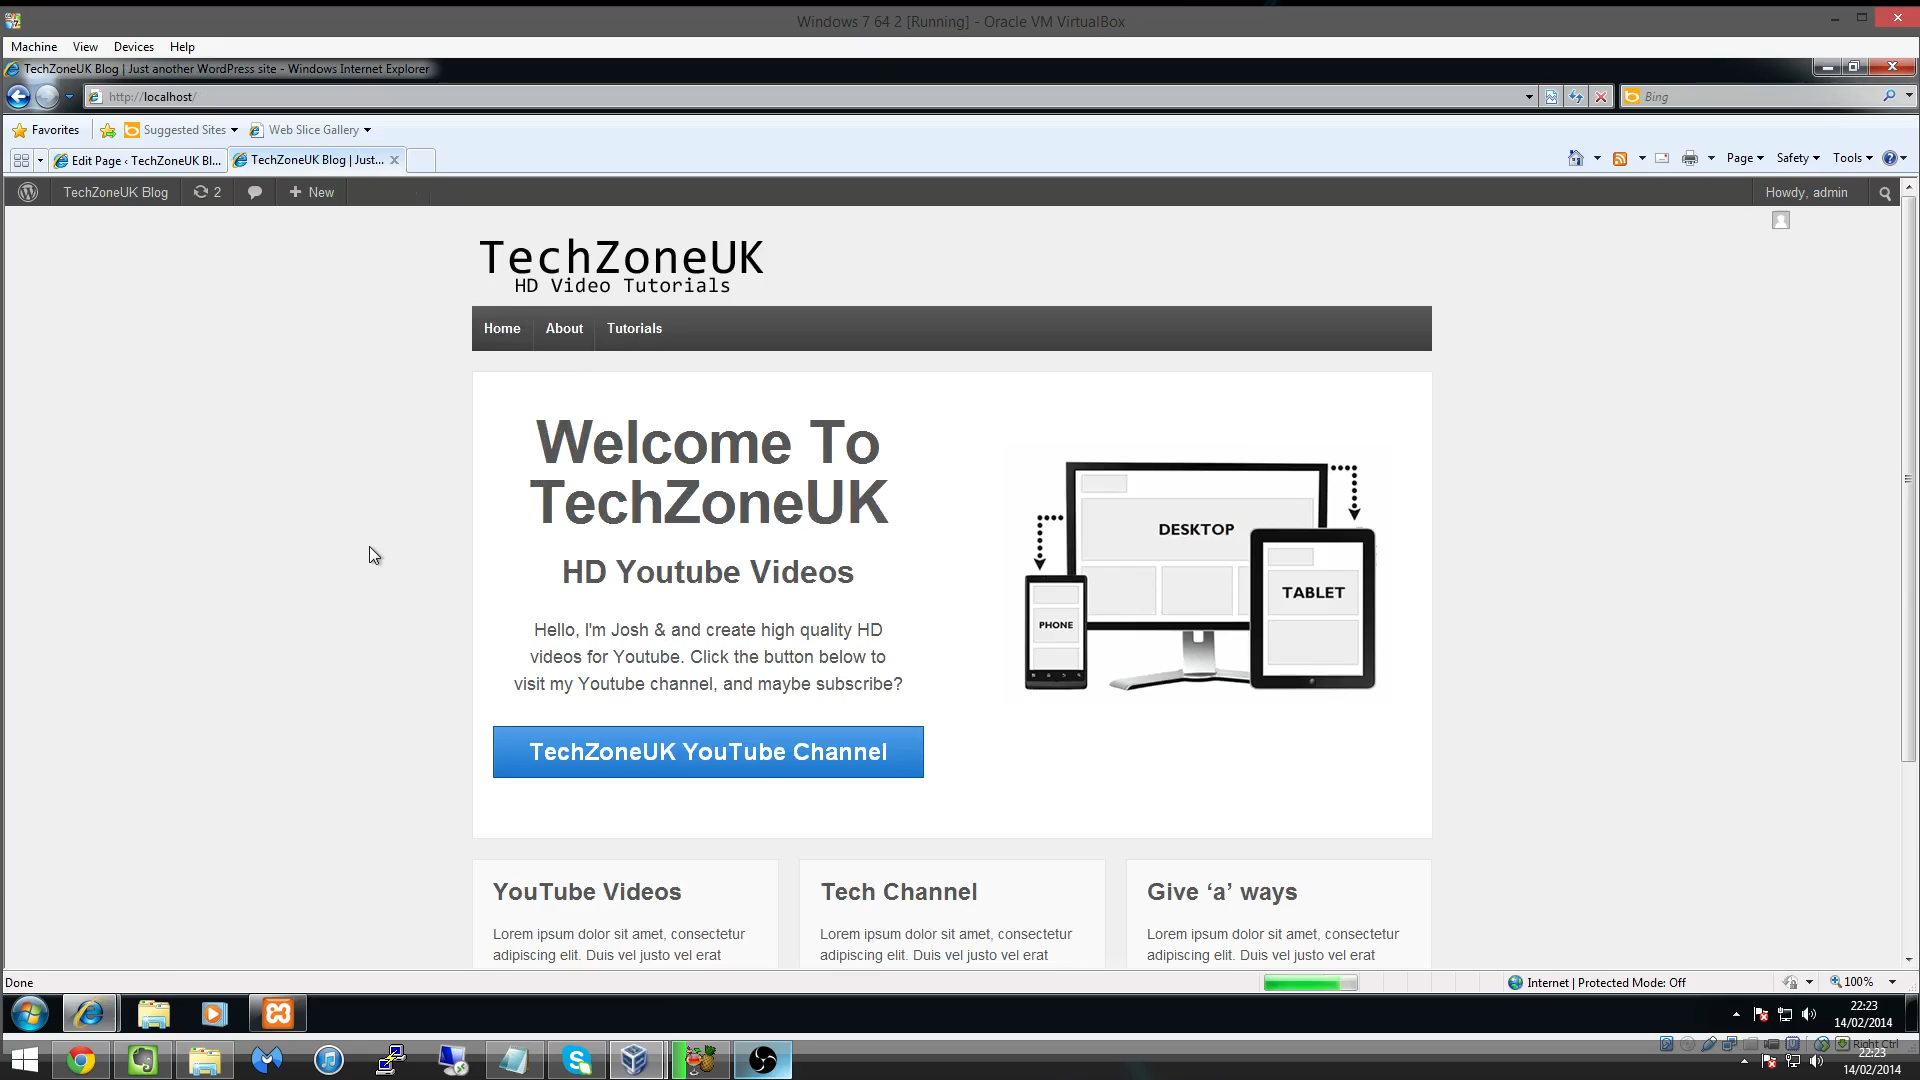 Windows 7 64 2 [Running] - Oracle VM VirtualBox
Machine View Devices Help
TechZoneUK Blog | Just another WordPress site - Windows Internet Explorer
http://localhost/
Bing
Favorites Suggested Sites Web Slice Gallery
Edit Page ‹ TechZoneUK Bl... TechZoneUK Blog | Just... Page Safety Tools
TechZoneUK Blog 2 New Howdy, admin
TechZoneUK
HD Video Tutorials
Home About Tutorials
Welcome To
TechZoneUK
HD Youtube Videos
Hello, I'm Josh & and create high quality HD
videos for Youtube. Click the button below to
visit my Youtube channel, and maybe subscribe?
TechZoneUK YouTube Channel
DESKTOP
TABLET
PHONE
YouTube Videos
Lorem ipsum dolor sit amet, consectetur
adipiscing elit. Duis vel justo vel erat
Tech Channel
Lorem ipsum dolor sit amet, consectetur
adipiscing elit. Duis vel justo vel erat
Give ‘a’ ways
Lorem ipsum dolor sit amet, consectetur
adipiscing elit. Duis vel justo vel erat
Done Internet | Protected Mode: Off 100%
22:23
14/02/2014
Right Ctrl
22:23
14/02/2014